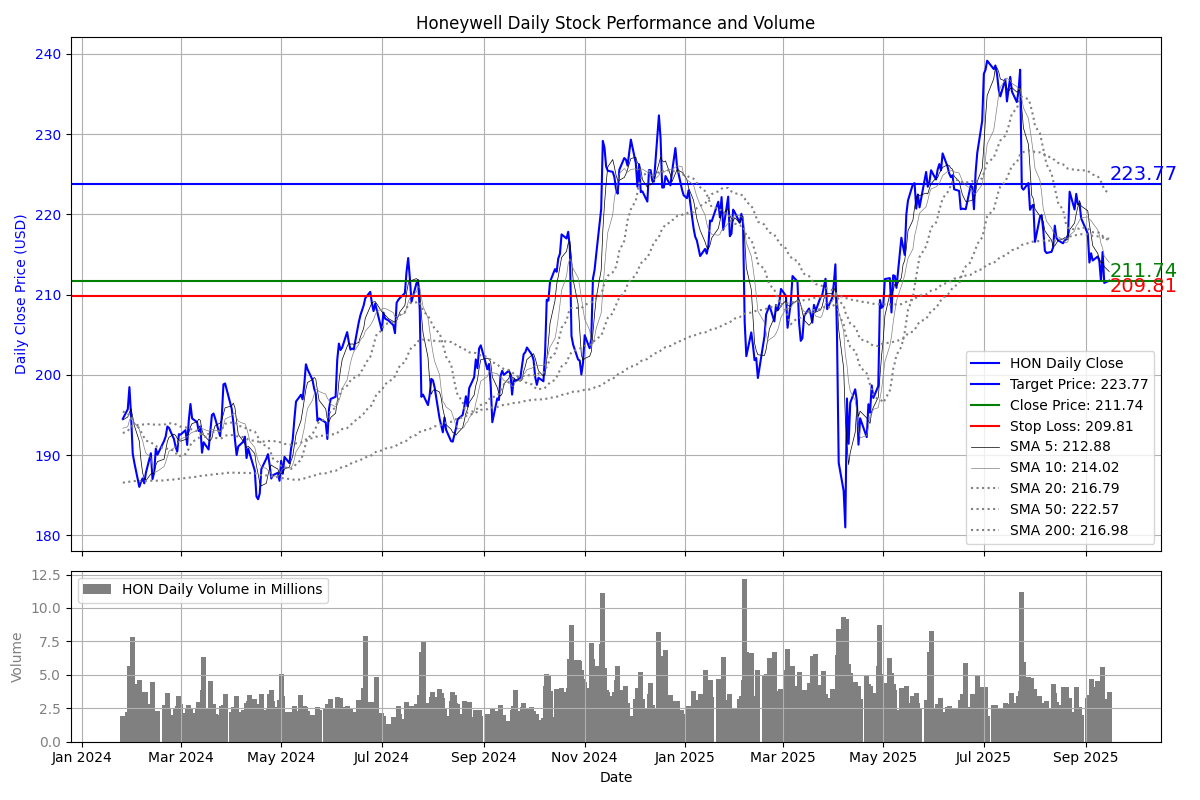 Honeywell Daily Stock Performance and Volume
Daily Close Price (USD)
240
230
220
210
200
190
180
223.77
211.74
209.81
HON Daily Close
Target Price: 223.77
Close Price: 211.74
Stop Loss: 209.81
SMA 5: 212.88
SMA 10: 214.02
SMA 20: 216.79
SMA 50: 222.57
SMA 200: 216.98
Volume
12.5
10.0
7.5
5.0
2.5
0.0
HON Daily Volume in Millions
Jan 2024 Mar 2024 May 2024 Jul 2024 Sep 2024 Nov 2024 Jan 2025 Mar 2025 May 2025 Jul 2025 Sep 2025
Date